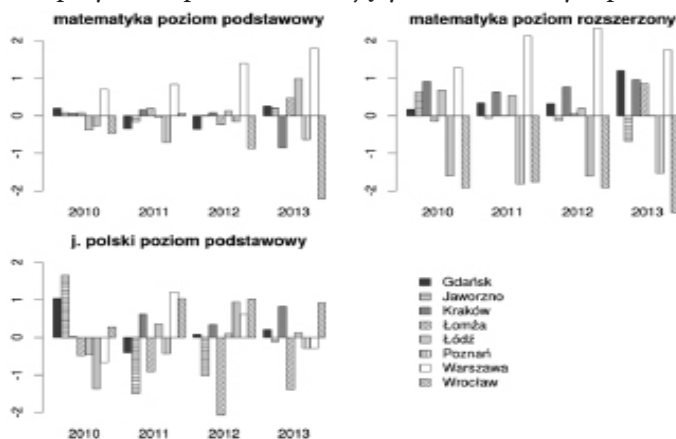 matematyka poziom podstawowy
matematyka poziom rozszerzony
2
1
0
-1
-2
2010 2011 2012 2013
2
1
0
-1
-2
2010 2011 2012 2013
j. polski poziom podstawowy
2
1
0
-1
-2
2010 2011 2012 2013
Gdańsk
Jaworzno
Kraków
Łomża
Łódź
Poznań
Warszawa
Wrocław